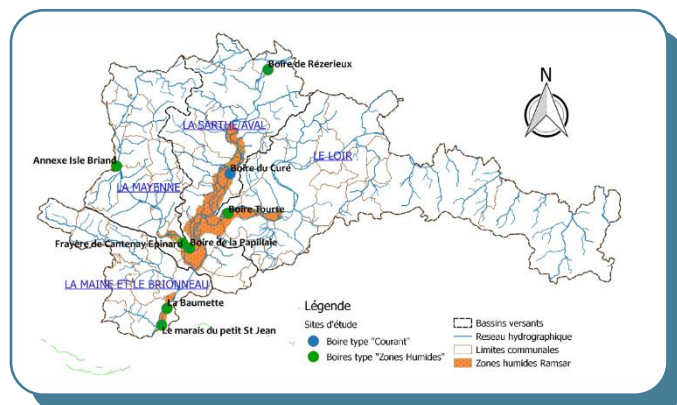 Boire de Rézerieux
N
LA SARTHE AVAL
LE LOIR
Annexe Isle Briand
Boire du Curé
LA MAYENNE
Boire Tourte
Frayère de Cantenay Epinard
Boire de la Papillaie
LA MAINE ET LE BRIONNEAU
La Baumette
Le marais du petit St Jean
Légende
Sites d'étude
Boire type "Courant"
Boires type "Zones Humides"
Bassins versants
Reseau hydrographique
Limites communales
Zones humides Ramsar